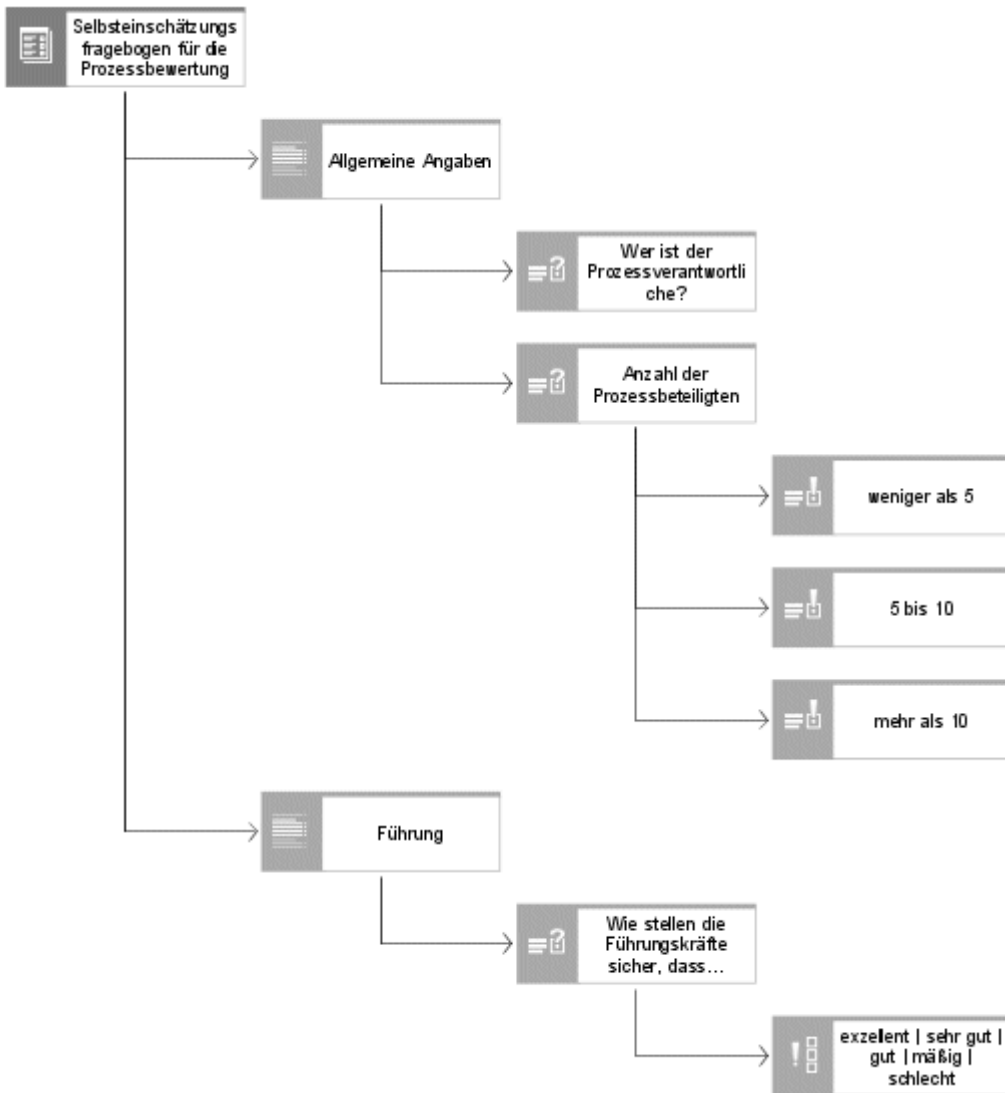 Selbsteinschätzungs
fragebogen für die
Prozessbewertung
Allgemeine Angaben
Wer ist der
Prozessverantwortli
che?
Anzahl der
Prozessbeteiligten
weniger als 5
5 bis 10
mehr als 10
Führung
Wie stellen die
Führungskräfte
sicher, dass...
exzellent | sehr gut |
gut | mäßig |
schlecht